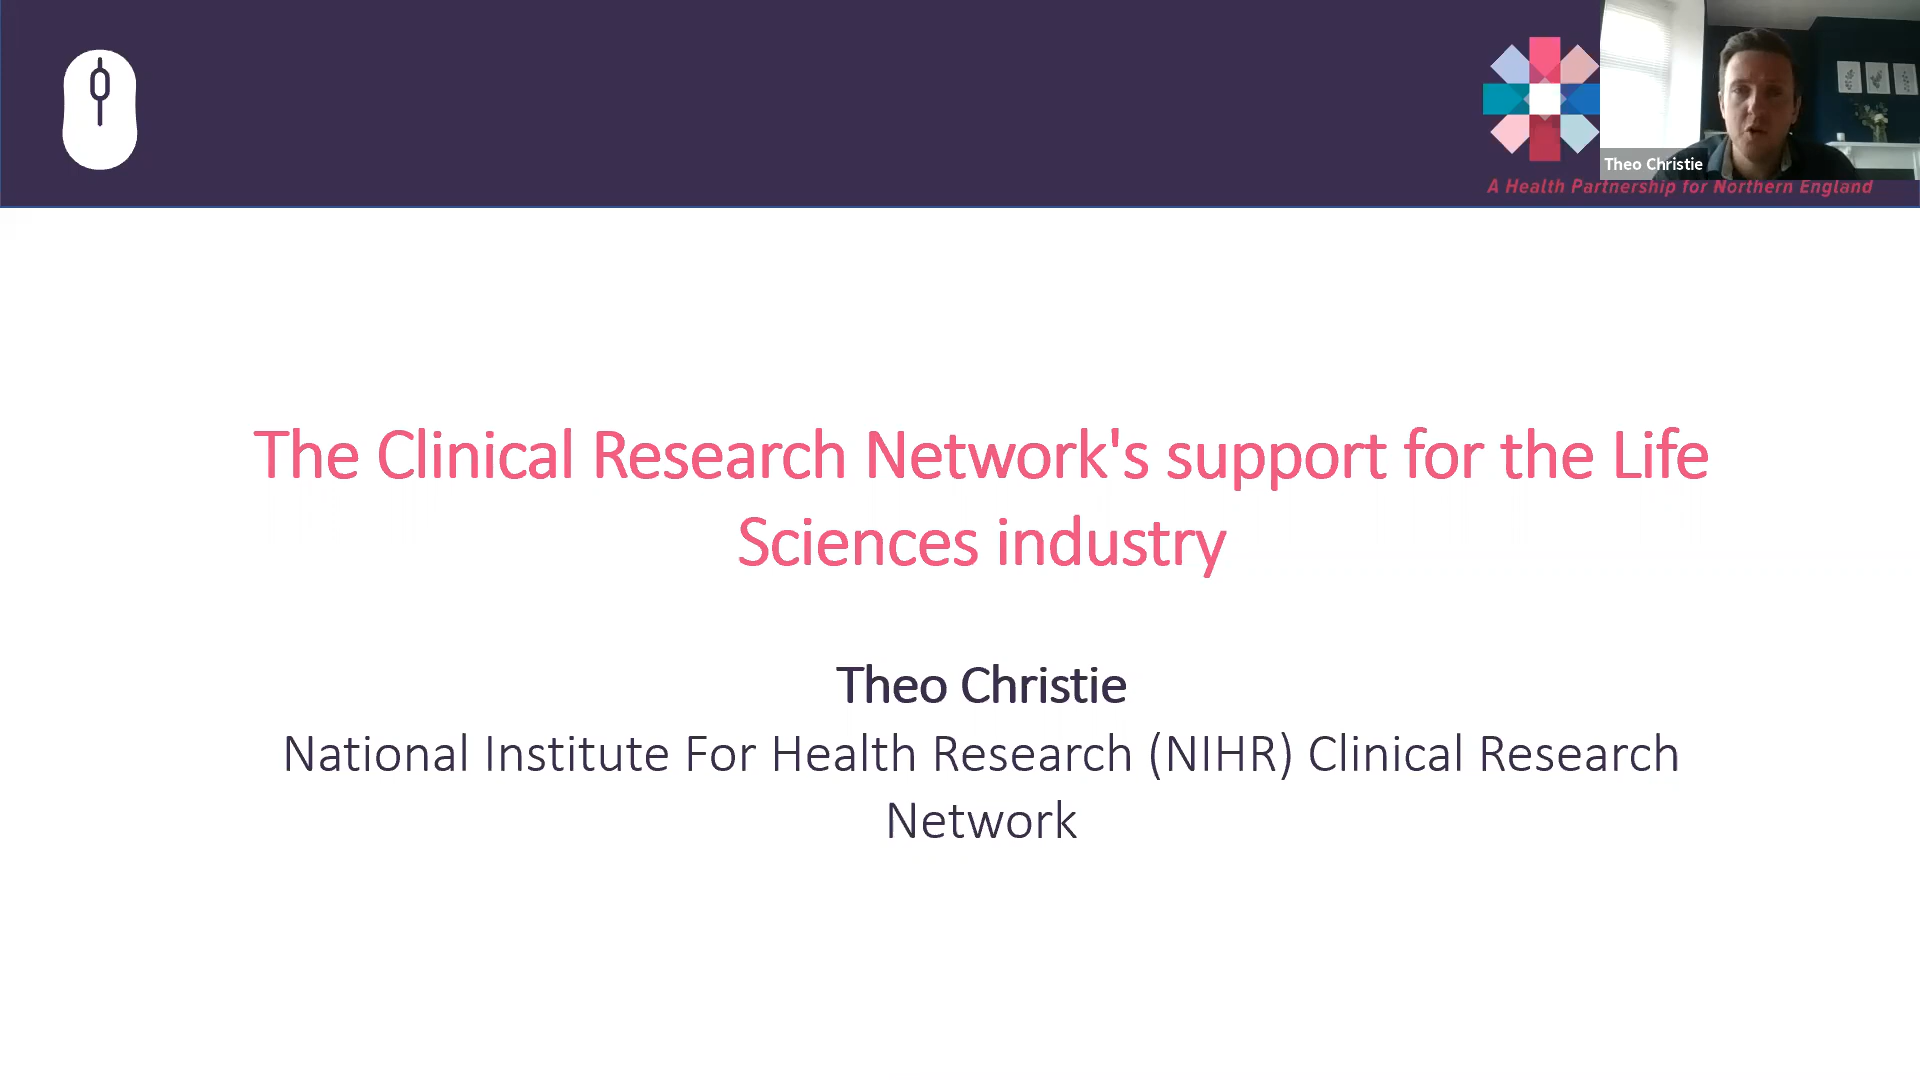 Theo Christie
A Health Partnership for Northern England
The Clinical Research Network's support for the Life
Sciences industry
Theo Christie
National Institute For Health Research (NIHR) Clinical Research
Network